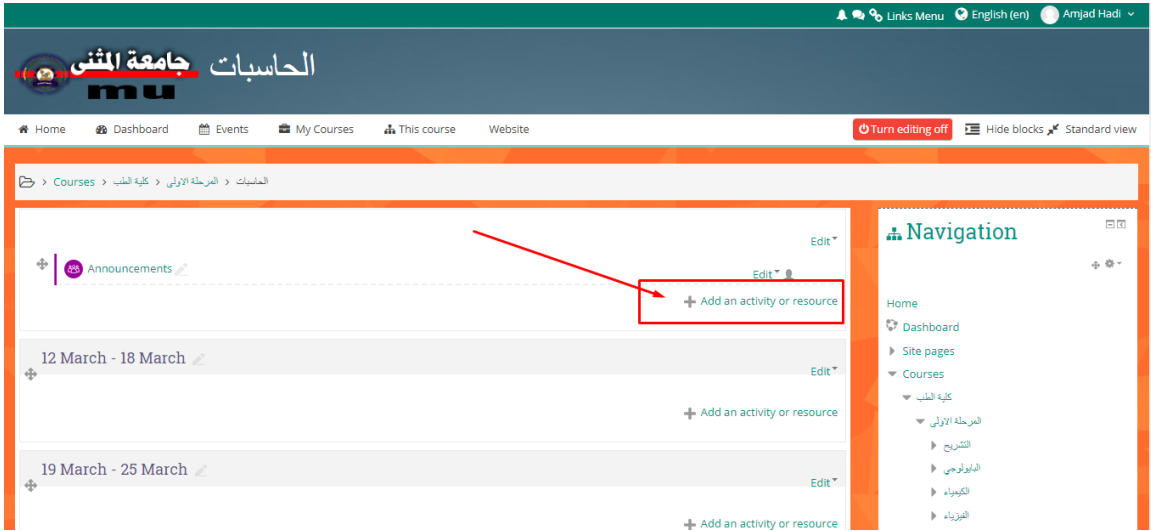 Links Menu English (en) Amjad Hadi
جامعة المثنى الحاسبات
mu
Home Dashboard Events My Courses This course Website Turn editing off Hide blocks Standard view
Courses > كلية الطب > المرحلة الاولى > الحاسبات
Edit
Announcements
Edit
Add an activity or resource
12 March - 18 March
Edit
Add an activity or resource
19 March - 25 March
Edit
Add an activity or resource
Navigation
Home
Dashboard
Site pages
Courses
كلية الطب
المرحلة الاولى
التشريح
البايولوجي
الكيمياء
الفيزياء